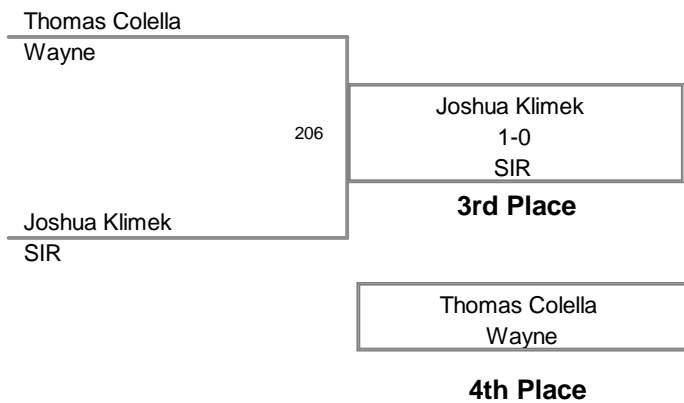 Thomas Colella
Wayne
206
Joshua Klimek
1-0
SIR
3rd Place
Joshua Klimek
SIR
Thomas Colella
Wayne
4th Place